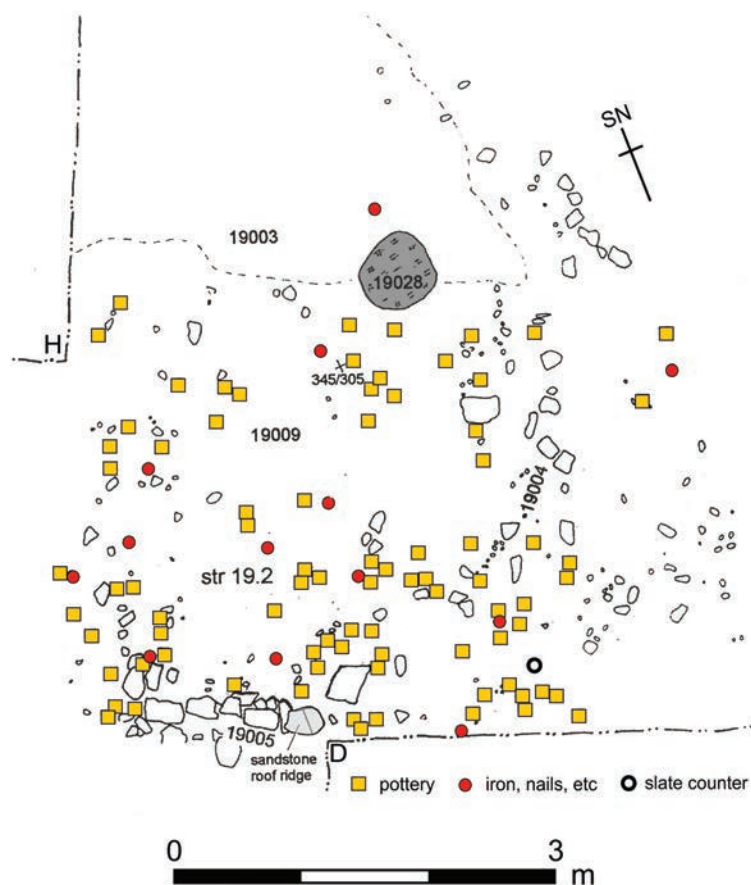 SN
19003
19028
H
345/305
19009
19004
str 19.2
19005
sandstone
roof ridge
D
pottery
iron, nails, etc
slate counter
0
3
m